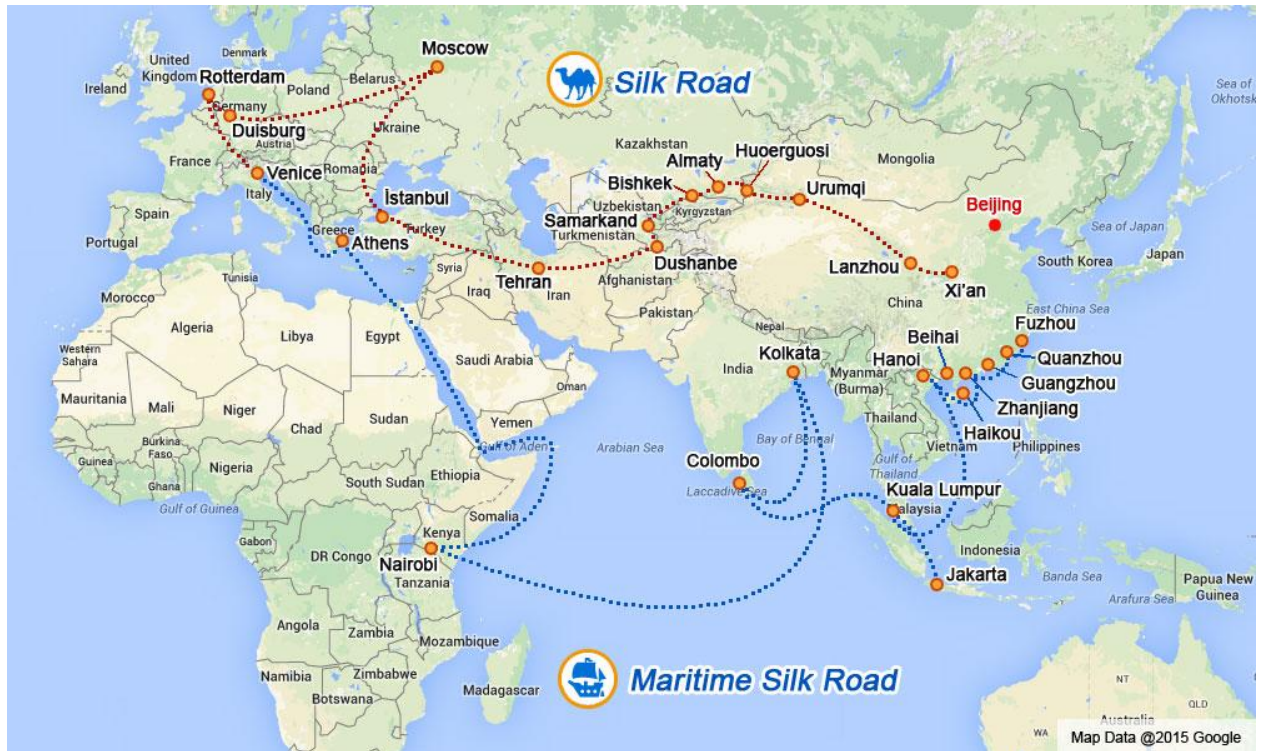 Moscow
Silk Road
Sea of
Okhotsk
United
Kingdom
Denmark
Ireland
Rotterdam
Poland
Belarus
Germany
Duisburg
Austria
Ukraine
France
Venice
Romania
Italy
Kazakhstan
Almaty
Huoerguosi
Mongolia
Bishkek
Urumqi
Uzbekistan
Kyrgyzstan
Samarkand
Turkmenistan
Dushanbe
Beijing
Sea of Japan
Japan
South Korea
Spain
Portugal
İstanbul
Greece
Turkey
Athens
Tehran
Syria
Iraq
Iran
Afghanistan
Pakistan
Lanzhou
Xi'an
China
East China Sea
Tunisia
Morocco
Algeria
Libya
Egypt
Western
Sahara
Saudi Arabia
Oman
Nepal
Kolkata
India
Myanmar
(Burma)
Hanoi
Beihai
Fuzhou
Quanzhou
Guangzhou
Zhanjiang
Haikou
Mauritania
Mali
Niger
Chad
Sudan
Yemen
Gulf of Aden
Arabian Sea
Bay of Bengal
Thailand
Vietnam
Philippines
Gulf of
Thailand
Burkina
Faso
Guinea
Nigeria
Ghana
Gulf of Guinea
South Sudan
Ethiopia
Somalia
Colombo
Laccadive Sea
Kuala Lumpur
Malaysia
Gabon
DR Congo
Kenya
Nairobi
Tanzania
Indonesia
Jakarta
Banda Sea
Arafura Sea
Papua New
Guinea
Angola
Zambia
Mozambique
Namibia
Zimbabwe
Botswana
Madagascar
Maritime Silk Road
NT
QLD
WA
Australia
Map Data @2015 Google